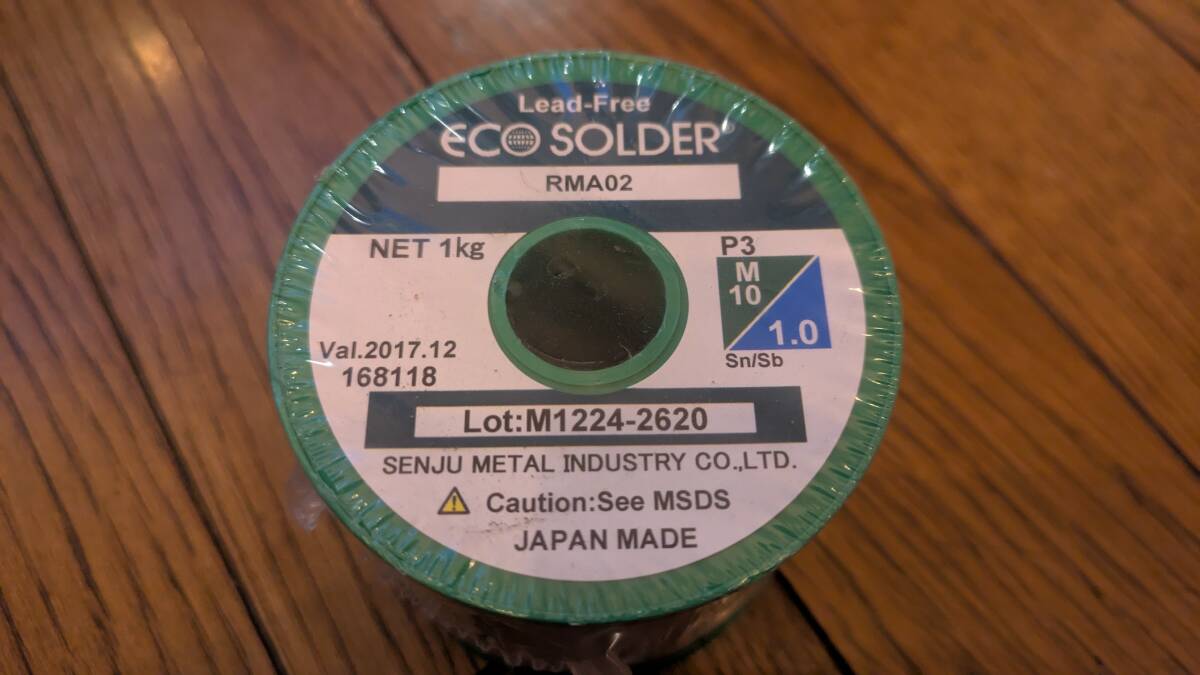 Lead-Free
ECO SOLDER®
RMA02
NET 1kg
P3
M
10
1.0
Sn/Sb
Val.2017.12
168118
Lot:M1224-2620
SENJU METAL INDUSTRY CO.,LTD.
Caution:See MSDS
JAPAN MADE